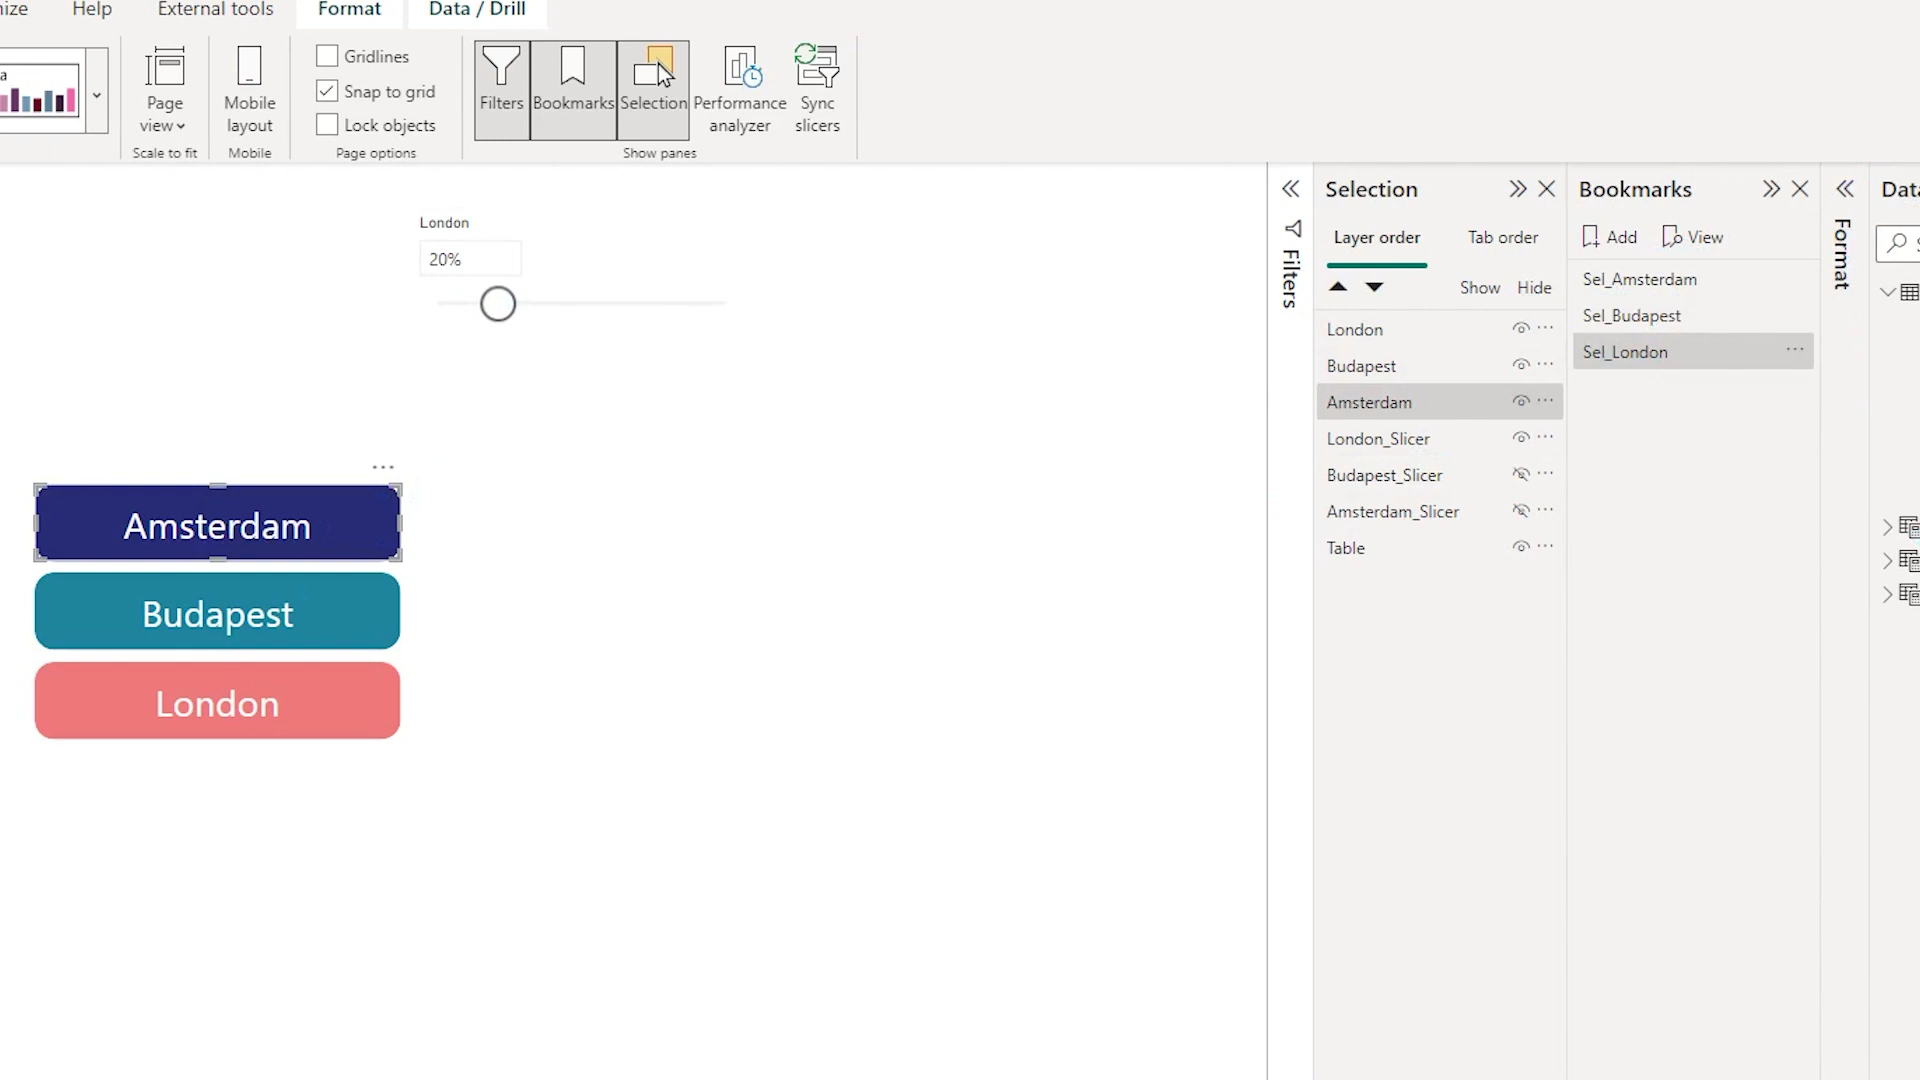 ize Help External tools Format Data / Drill
a
Page view
Scale to fit
Mobile layout
Mobile
Gridlines
Snap to grid
Lock objects
Page options
Filters
Bookmarks
Selection
Performance analyzer
Sync slicers
Show panes
London
20%
Amsterdam
Budapest
London
Filters
Selection
Layer order Tab order
Show Hide
London
Budapest
Amsterdam
London_Slicer
Budapest_Slicer
Amsterdam_Slicer
Table
Bookmarks
Add View
Sel_Amsterdam
Sel_Budapest
Sel_London
Format
Data
S